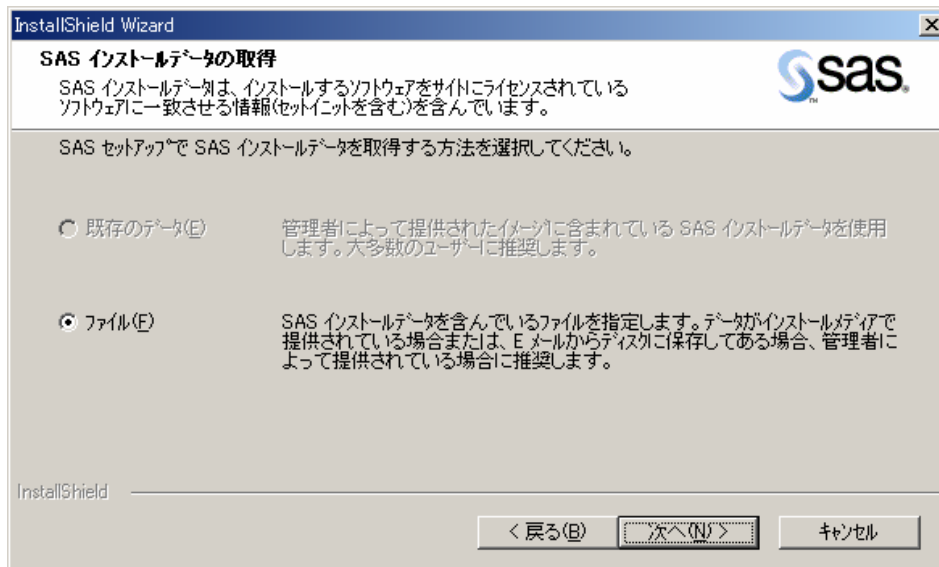 InstallShield Wizard
SAS インストールデータの取得
SAS インストールデータは、インストールするソフトウェアをサイトにライセンスされている
ソフトウェアに一致させる情報(セットイニットを含む)を含んでいます。
sas.
TM
SAS セットアップで SAS インストールデータを取得する方法を選択してください。
既存のデータ(E)
管理者によって提供されたイメージに含まれている SAS インストールデータを使用
します。大多数のユーザーに推奨します。
ファイル(F)
SAS インストールデータを含んでいるファイルを指定します。データがインストールメディアで
提供されている場合または、E メールからディスクに保存してある場合、管理者に
よって提供されている場合に推奨します。
InstallShield
< 戻る(B)
次へ(N) >
キャンセル